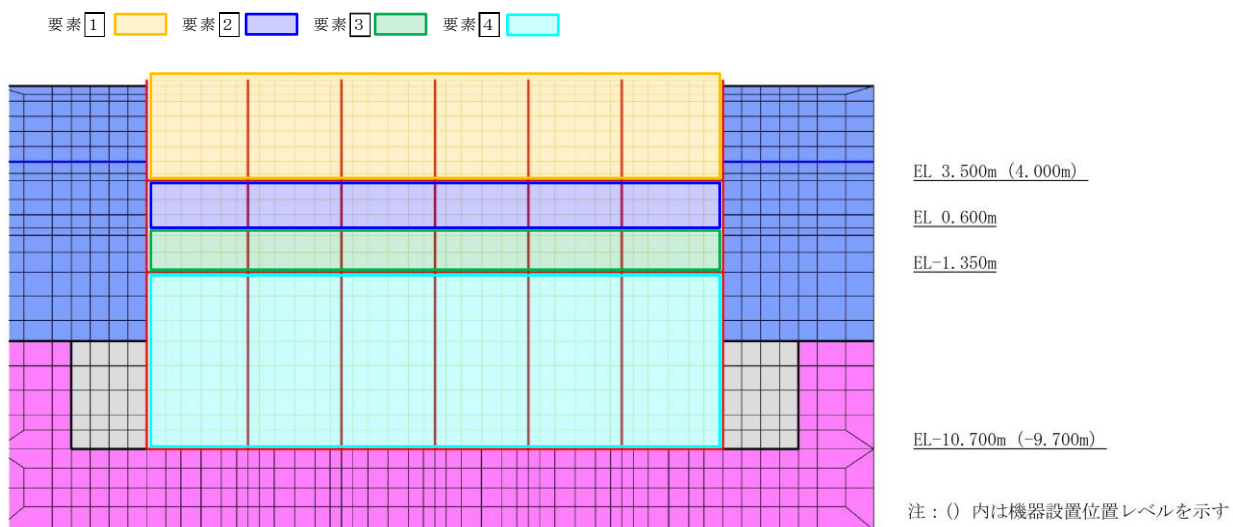 要素1 要素2 要素3 要素4
EL 3.500m (4.000m)
EL 0.600m
EL-1.350m
EL-10.700m (-9.700m)
注：() 内は機器設置位置レベルを示す